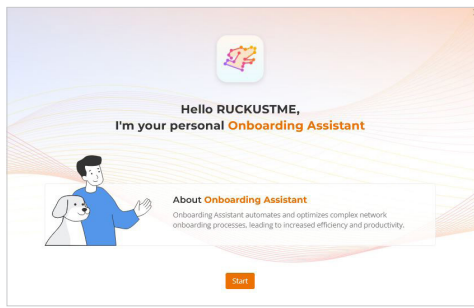 Hello RUCKUSTME,
I'm your personal Onboarding Assistant
About Onboarding Assistant
Onboarding Assistant automates and optimizes complex network
onboarding processes, leading to increased efficiency and productivity.
Start